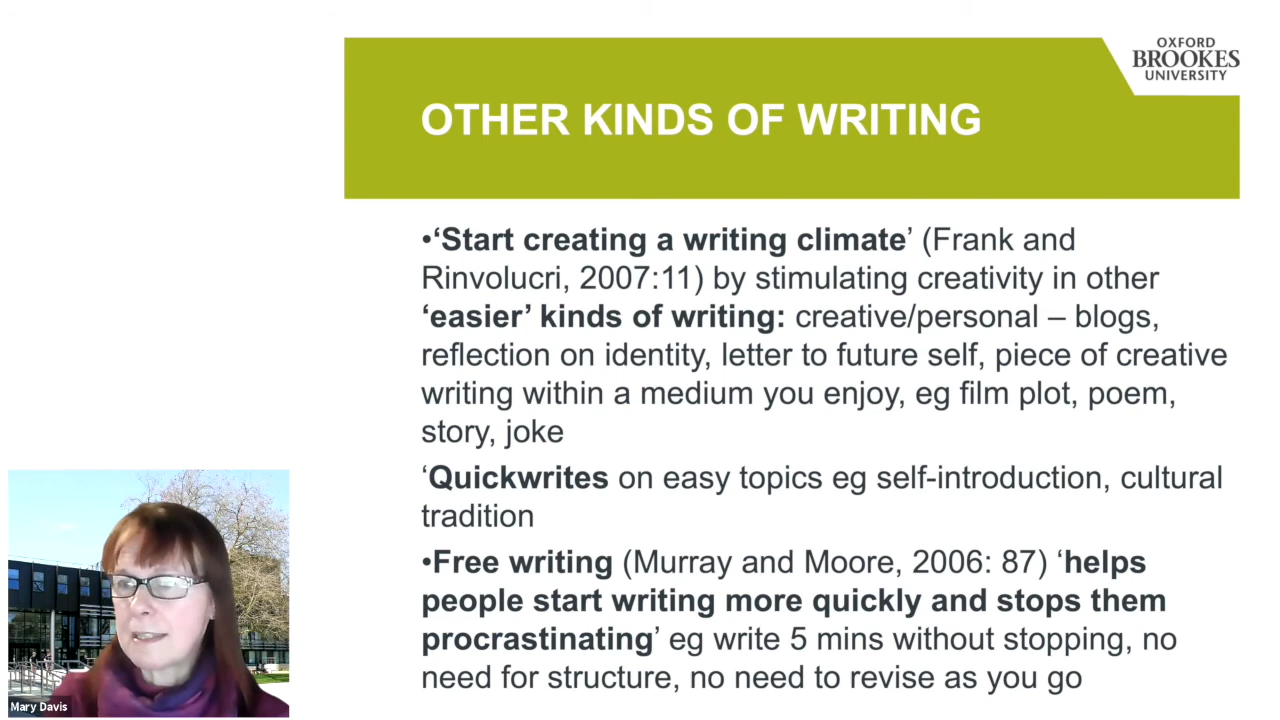 OXFORD
BROOKES
UNIVERSITY
OTHER KINDS OF WRITING
•‘Start creating a writing climate’ (Frank and
Rinvolucri, 2007:11) by stimulating creativity in other
‘easier’ kinds of writing: creative/personal – blogs,
reflection on identity, letter to future self, piece of creative
writing within a medium you enjoy, eg film plot, poem,
story, joke
‘Quickwrites on easy topics eg self-introduction, cultural
tradition
•Free writing (Murray and Moore, 2006: 87) ‘helps
people start writing more quickly and stops them
procrastinating’ eg write 5 mins without stopping, no
need for structure, no need to revise as you go
Mary Davis